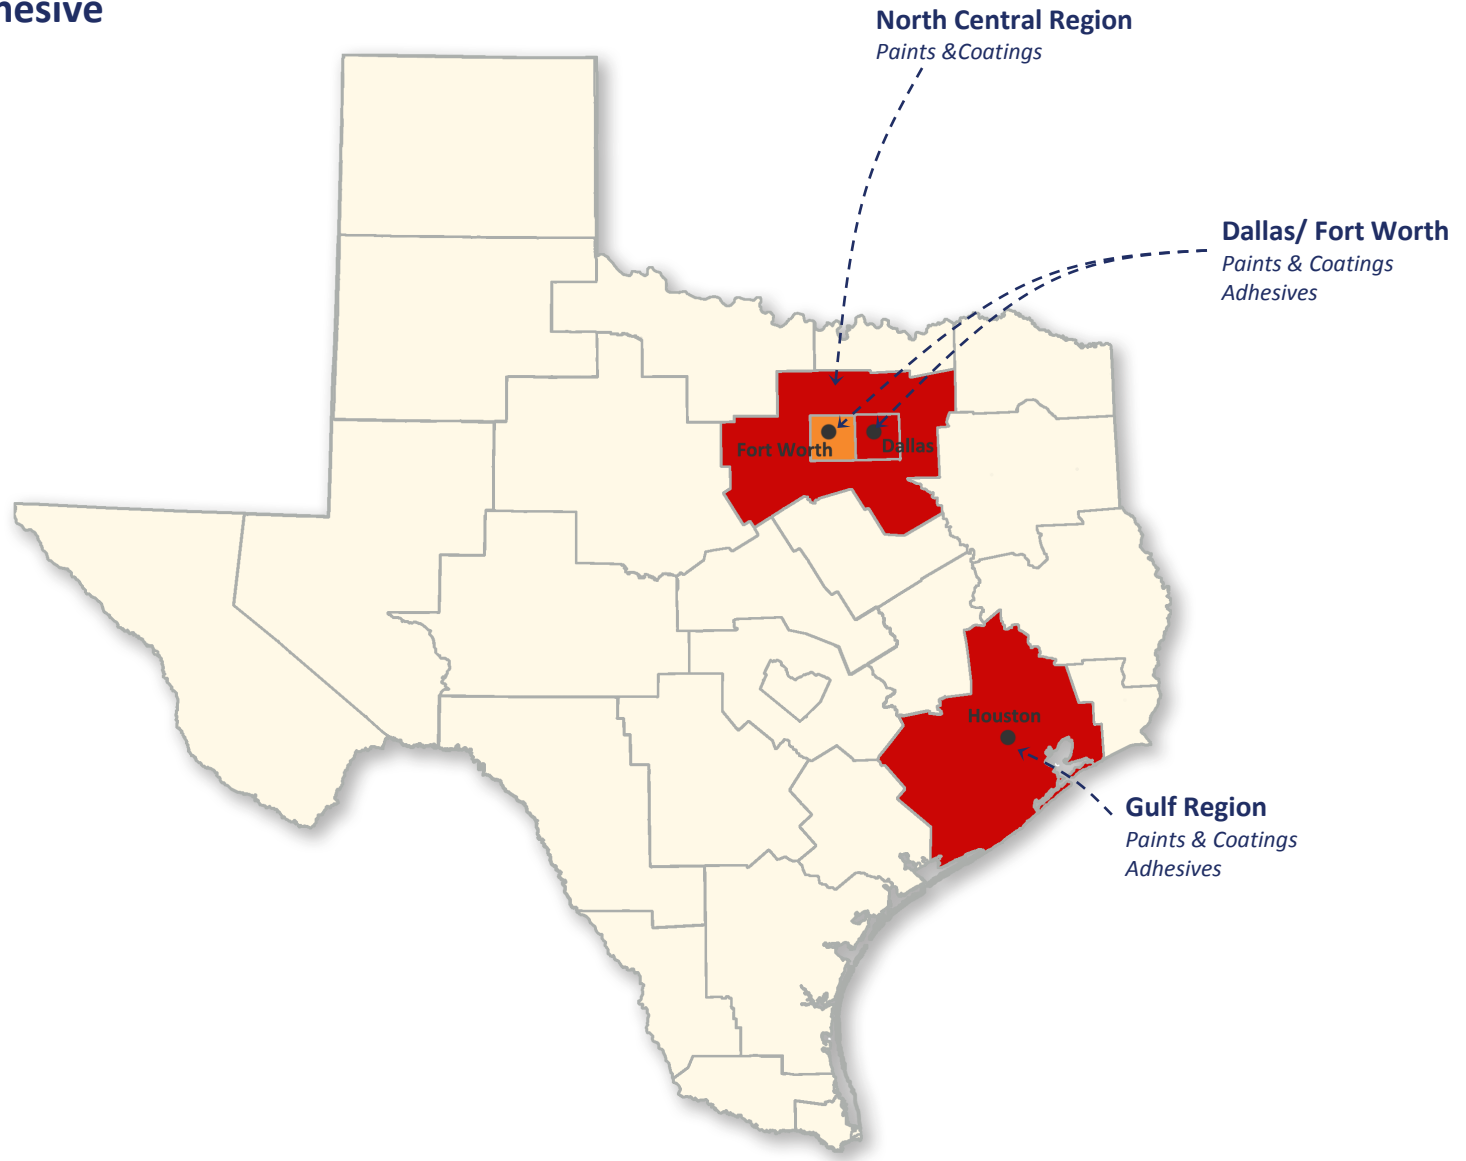 North Central Region
Paints &Coatings
Dallas/ Fort Worth
Paints & Coatings
Adhesives
Fort Worth
Dallas
Houston
Gulf Region
Paints & Coatings
Adhesives